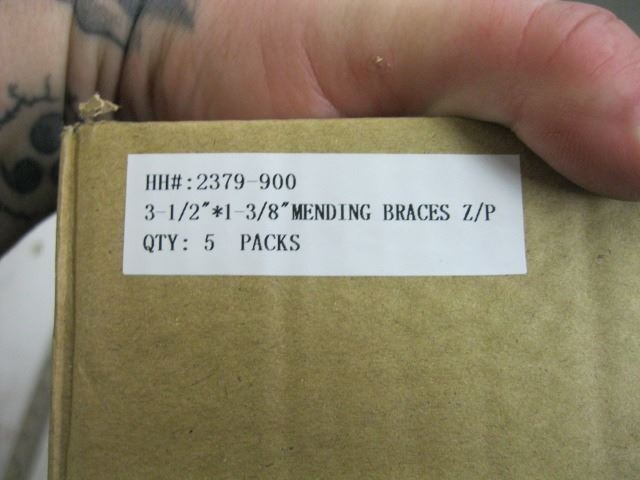 HH#:2379-900
3-1/2"*1-3/8"MENDING BRACES Z/P
QTY: 5 PACKS